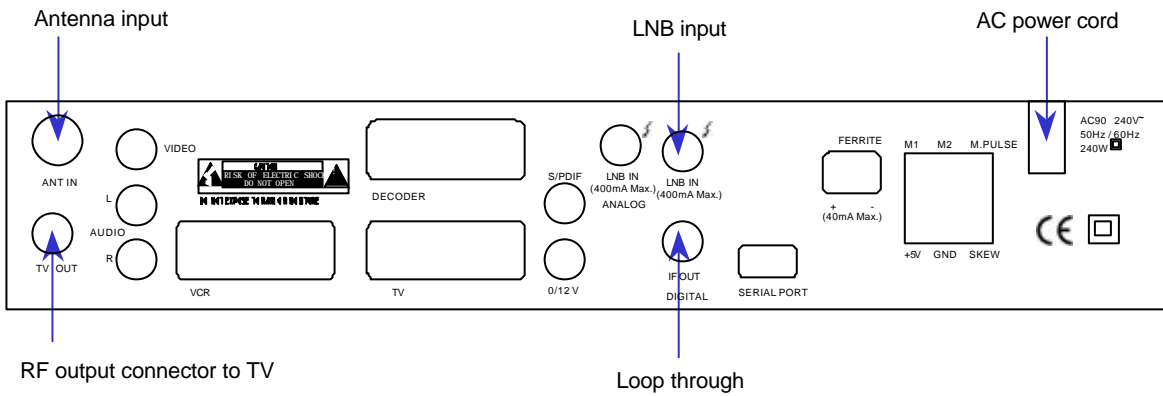 Antenna input
LNB input
AC power cord
ANT IN
VIDEO
L
AUDIO
R
TV OUT
RISK OF ELECTRIC SHOC
DO NOT OPEN
VCR
DECODER
TV
S/PDIF
0/12 V
LNB IN
(400mA Max.)
ANALOG
LNB IN
(400mA Max.)
IF OUT
DIGITAL
SERIAL PORT
FERRITE
+ -
(40mA Max.)
M1 M2 M.PULSE
+5V GND SKEW
AC90 240V~
50Hz / 60Hz
240W
CE
RF output connector to TV
Loop through